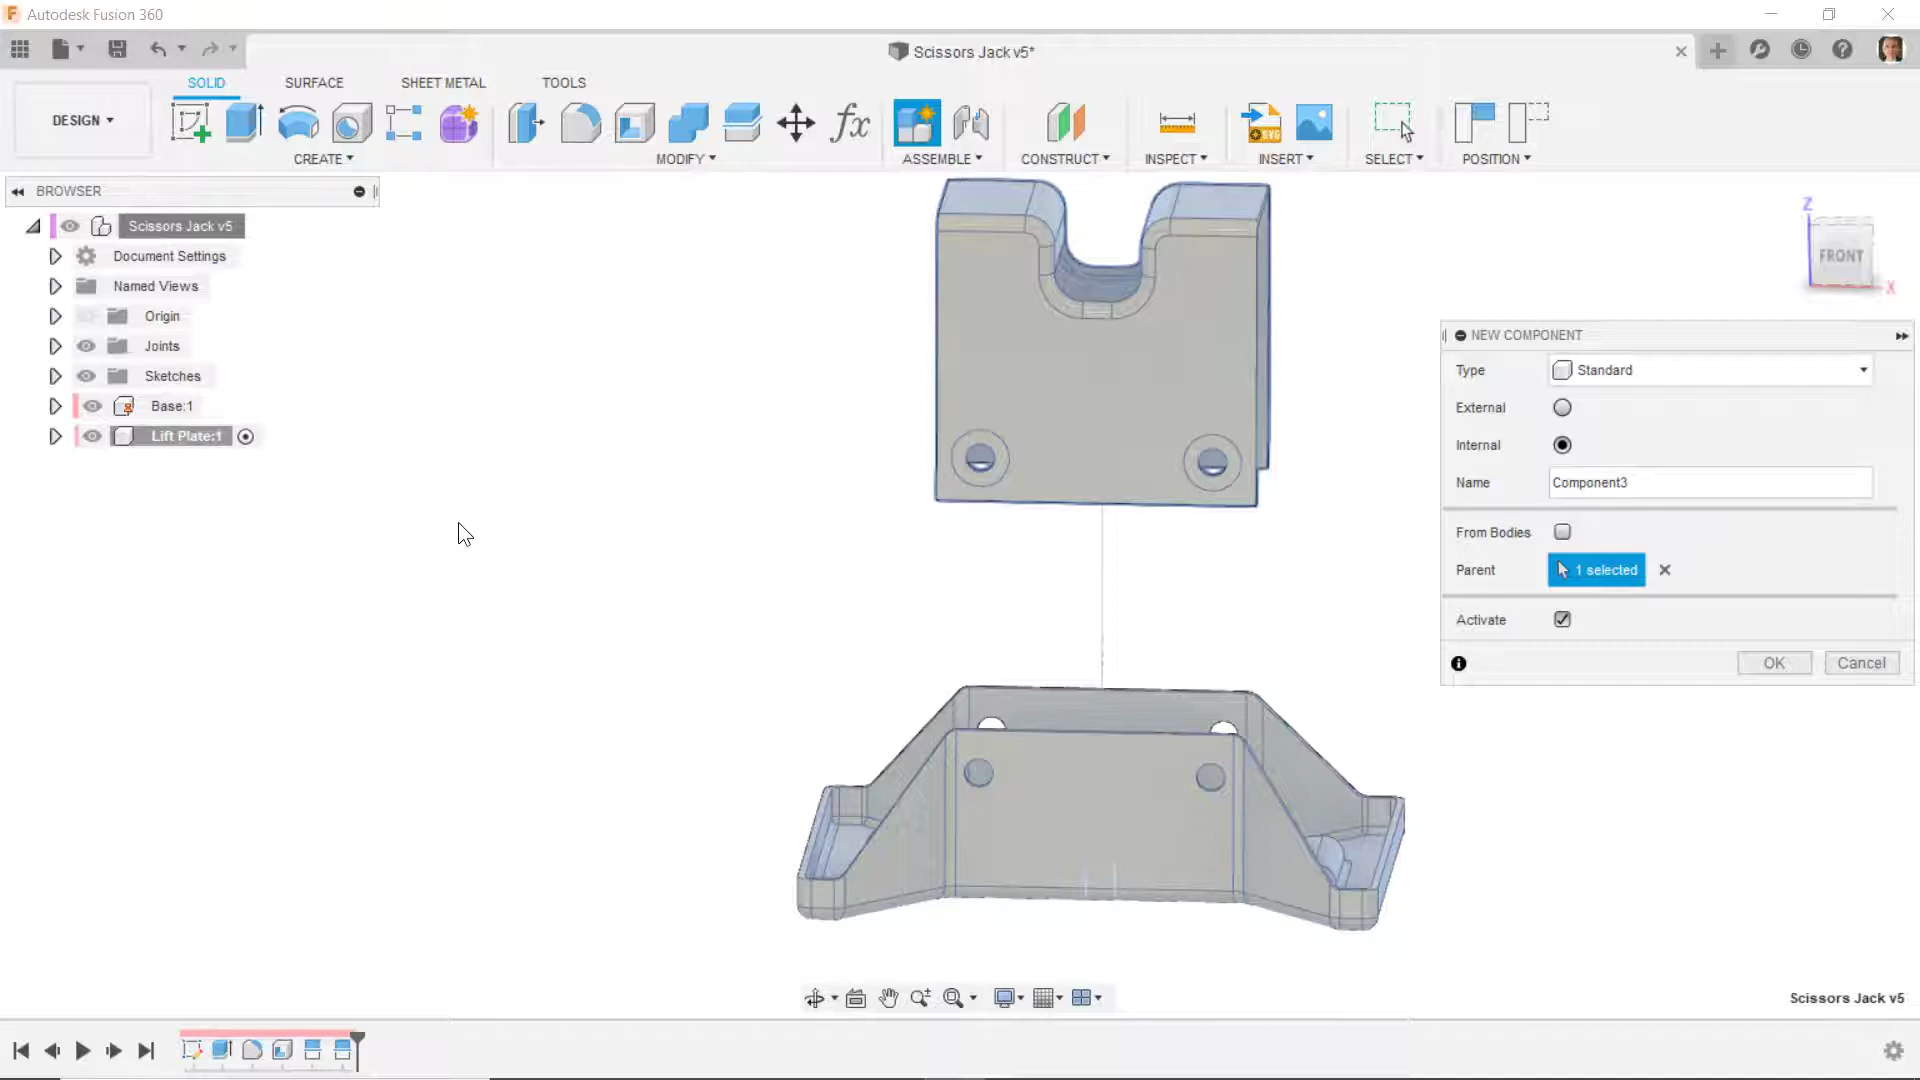 Autodesk Fusion 360
Scissors Jack v5*
SOLID
SURFACE
SHEET METAL
TOOLS
DESIGN
CREATE
MODIFY
ASSEMBLE
CONSTRUCT
INSPECT
INSERT
SELECT
POSITION
SVG
BROWSER
Scissors Jack v5
Document Settings
Named Views
Origin
Joints
Sketches
Base:1
Lift Plate:1
Z
FRONT
X
NEW COMPONENT
Type
Standard
External
Internal
Name
Component3
From Bodies
Parent
1 selected
Activate
OK
Cancel
Scissors Jack v5